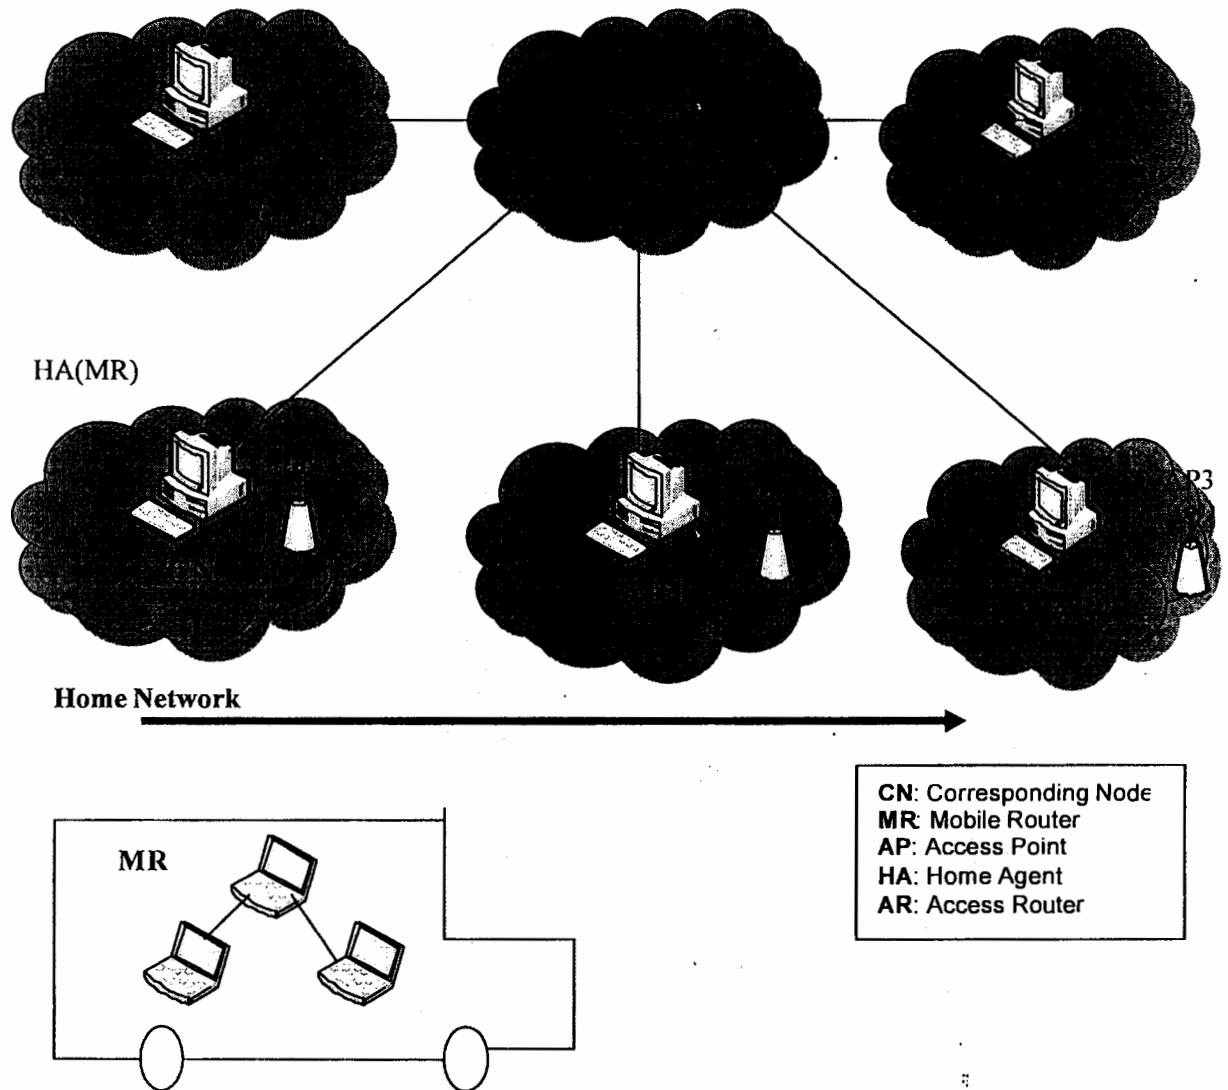 HA(MR)
P3
Home Network
CN: Corresponding Node
MR: Mobile Router
AP: Access Point
HA: Home Agent
AR: Access Router
MR